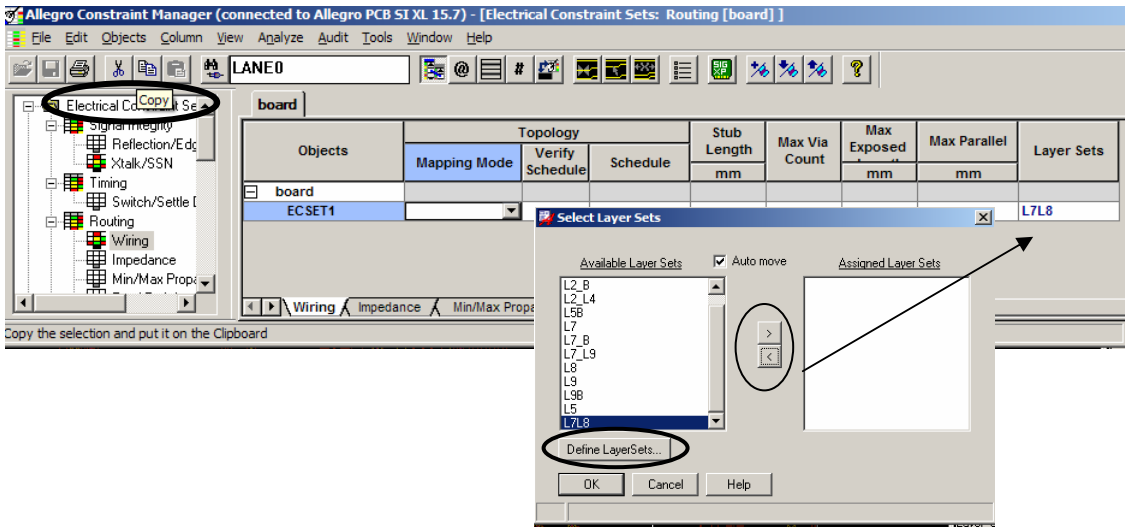 Allegro Constraint Manager (connected to Allegro PCB SI XL 15.7) - [Electrical Constraint Sets: Routing [board] ]
File Edit Objects Column View Analyze Audit Tools Window Help
LANE0
Copy
Electrical Constraint Se
Signal Integrity
Reflection/Edg
Xtalk/SSN
Timing
Switch/Settle
Routing
Wiring
Impedance
Min/Max Propa
board
Objects
Topology
Mapping Mode
Verify Schedule
Schedule
Stub Length
mm
Max Via Count
Max Exposed
mm
Max Parallel
mm
Layer Sets
board
ECSET1
L7L8
Wiring Impedance Min/Max Prop
Copy the selection and put it on the Clipboard
Select Layer Sets
Available Layer Sets
Auto move
Assigned Layer Sets
L2_B
L2_L4
L5B
L7
L7_B
L7_L9
L8
L9
L9B
L5
L7L8
>
<
Define LayerSets...
OK Cancel Help